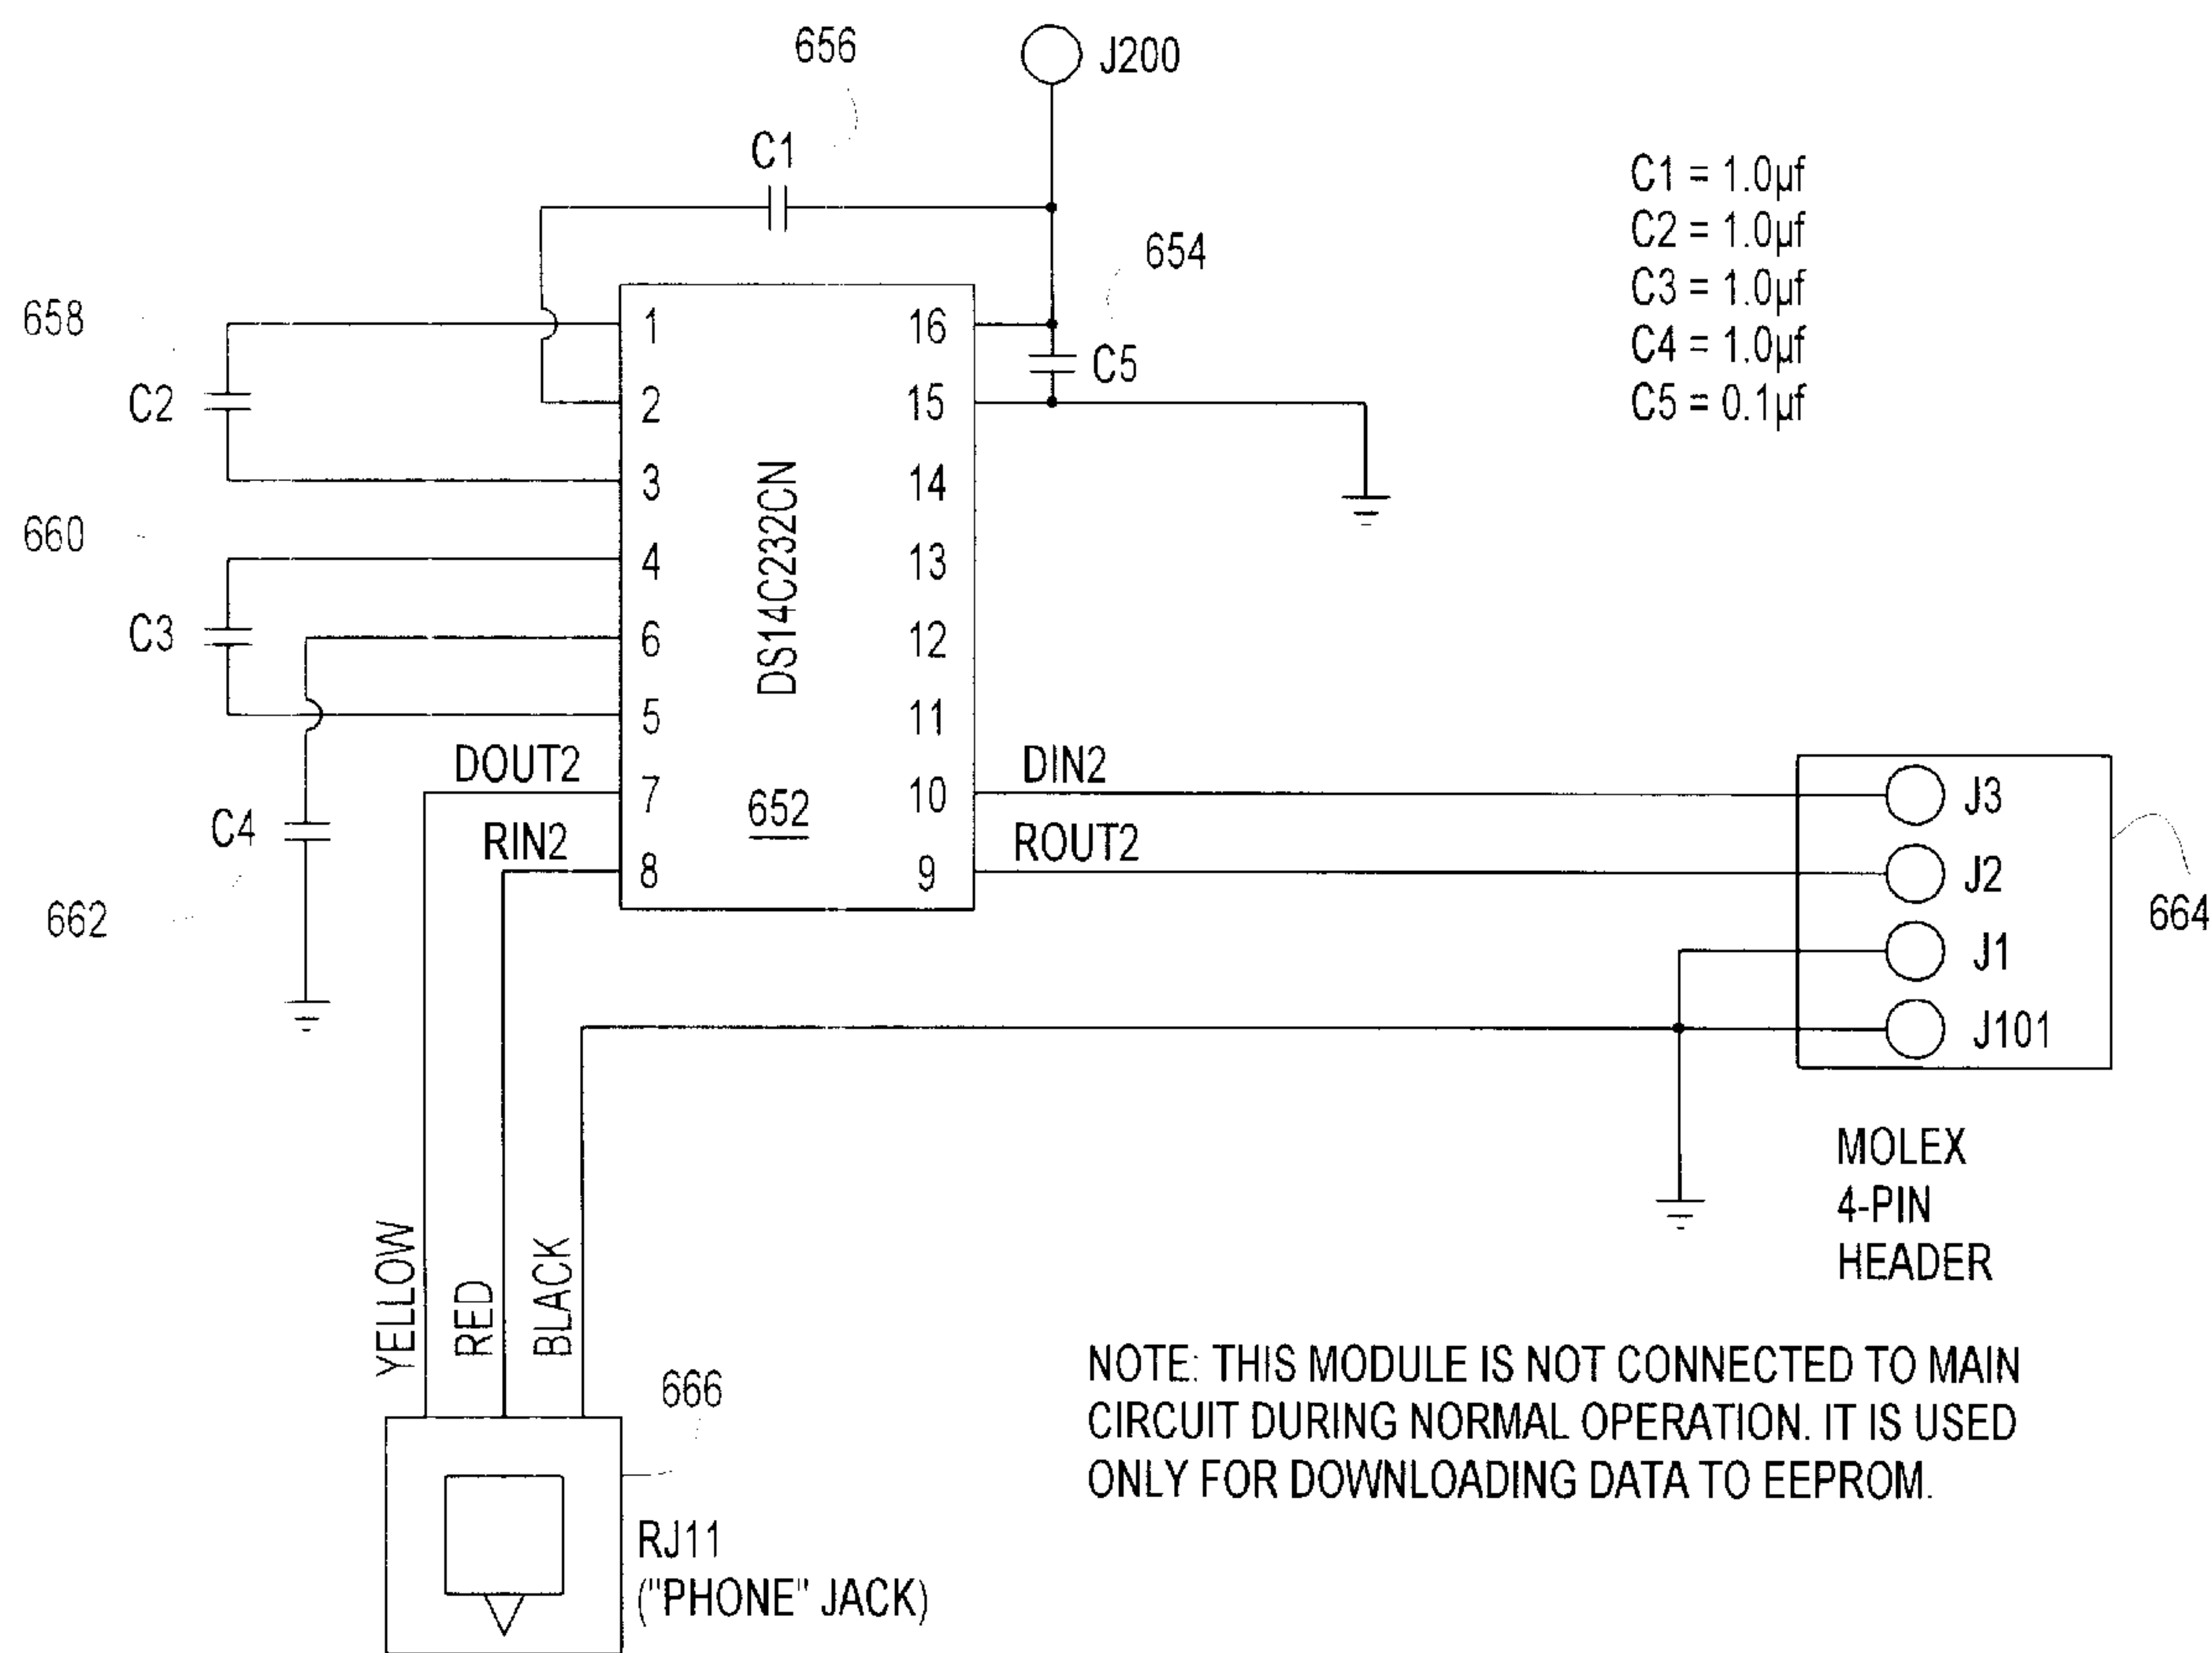 656
J200
C1
C1 = 1.0µf
C2 = 1.0µf
C3 = 1.0µf
C4 = 1.0µf
C5 = 0.1µf
654
658
1
16
C5
C2
2
15
3
14
DS14C232CN
660
4
13
C3
6
12
5
11
DOUT2
7
652
10
DIN2
J3
C4
RIN2
8
9
ROUT2
J2
662
664
J1
J101
MOLEX
4-PIN
HEADER
YELLOW
RED
BLACK
666
RJ11
("PHONE" JACK)
NOTE: THIS MODULE IS NOT CONNECTED TO MAIN
CIRCUIT DURING NORMAL OPERATION. IT IS USED
ONLY FOR DOWNLOADING DATA TO EEPROM.